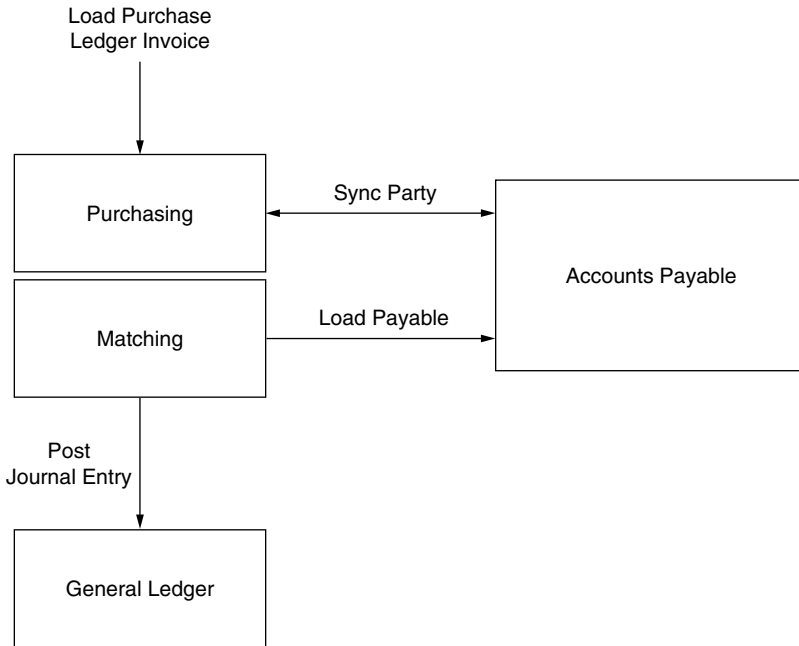 Load Purchase
Ledger Invoice
Purchasing
Sync Party
Accounts Payable
Matching
Load Payable
Post
Journal Entry
General Ledger